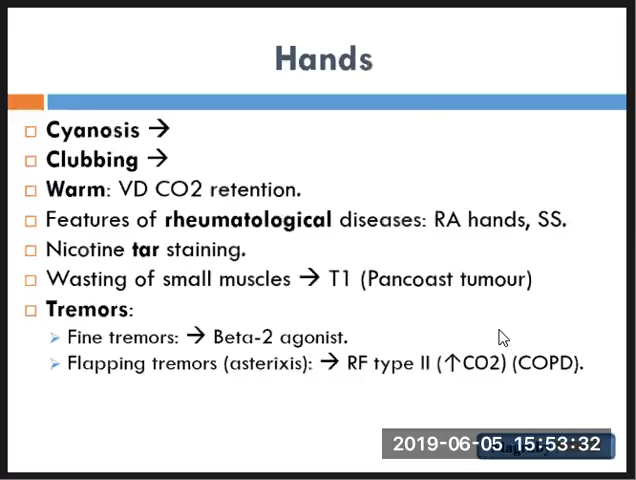 Hands
Cyanosis →
Clubbing →
Warm: VD CO2 retention.
Features of rheumatological diseases: RA hands, SS.
Nicotine tar staining.
Wasting of small muscles → T1 (Pancoast tumour)
Tremors:
Fine tremors: → Beta-2 agonist.
Flapping tremors (asterixis): → RF type II (↑CO2) (COPD).
2019-06-05 15:53:32